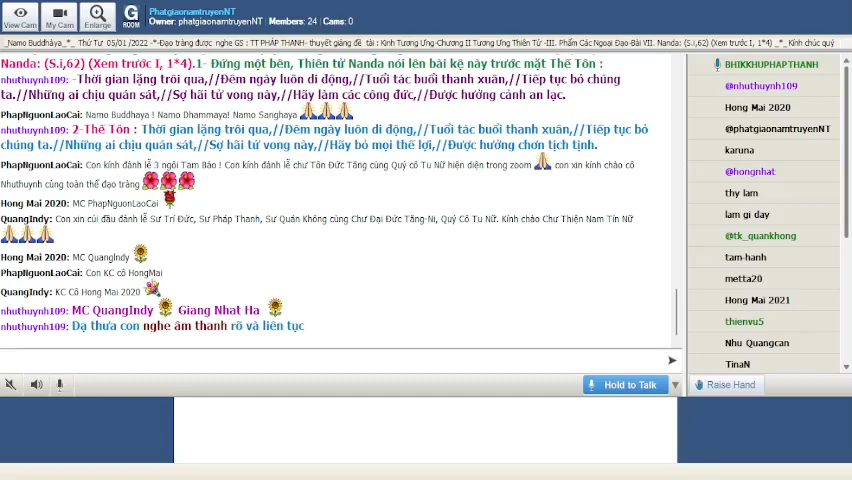 PhatgiaonamtruyenNT
Owner: phatgiaonamtruyenNT Members: 24 Cams: 0
View Cam
My Cam
Enlarge
G
ROOM
_Namo Buddhàya_*_ Thứ Tư 05/01/2022 -*-Đạo tràng được nghe GS : TT PHÁP THANH- thuyết giảng đề tài : Kinh Tương Ưng-Chương II Tương Ưng Thiên Tử -III. Phẩm Các Ngoại Đạo-Bài VII. Nanda: (S.i,62) (Xem trước I, 1*4) _*_Kính chúc quý
Nanda: (S.i,62) (Xem trước I, 1*4).1- Đứng một bên, Thiên tử Nanda nói lên bài kệ này trước mặt Thế Tôn :
nhuthuynh109: -Thời gian lặng trôi qua,//Đêm ngày luôn di động,//Tuổi tác buổi thanh xuân,//Tiếp tục bỏ chúng
ta.//Những ai chịu quán sát,//Sợ hãi tử vong này,//Hãy làm các công đức,//Được hưởng cảnh an lạc.
PhapNguonLaoCai: Namo Buddhaya ! Namo Dhammaya! Namo Sanghaya
nhuthuynh109: 2-Thế Tôn : Thời gian lặng trôi qua,//Đêm ngày luôn di động,//Tuổi tác buổi thanh xuân,//Tiếp tục bỏ
chúng ta.//Những ai chịu quán sát,//Sợ hãi tử vong này,//Hãy bỏ mọi thế lợi,//Được hưởng chơn tịch tịnh.
PhapNguonLaoCai: Con kính đảnh lễ 3 ngôi Tam Bảo ! Con kính đảnh lễ chư Tôn Đức Tăng cùng Quý cô Tu Nữ hiện diện trong zoom con xin kính chào cô
Nhuthuynh cùng toàn thể đạo tràng
Hong Mai 2020: MC PhapNguonLaoCai
QuangIndy: Con xin cúi đầu đảnh lễ Sư Trí Đức, Sư Pháp Thanh, Sư Quán Không cùng Chư Đại Đức Tăng-Ni, Quý Cô Tu Nữ. Kính chào Chư Thiện Nam Tín Nữ
Hong Mai 2020: MC QuangIndy
PhapNguonLaoCai: Con KC cô HongMai
QuangIndy: KC Cô Hong Mai 2020
nhuthuynh109: MC QuangIndy Giang Nhat Ha
nhuthuynh109: Dạ thưa con nghe âm thanh rõ và liên tục
Hold to Talk
BHIKKHUPHAPTHANH
@nhuthuynh109
Hong Mai 2020
@phatgiaonamtruyenNT
karuna
@hongnhat
thy lam
lam gi day
@tk_quankhong
tam-hanh
metta20
Hong Mai 2021
thienvu5
Nhu Quangcan
TinaN
Raise Hand